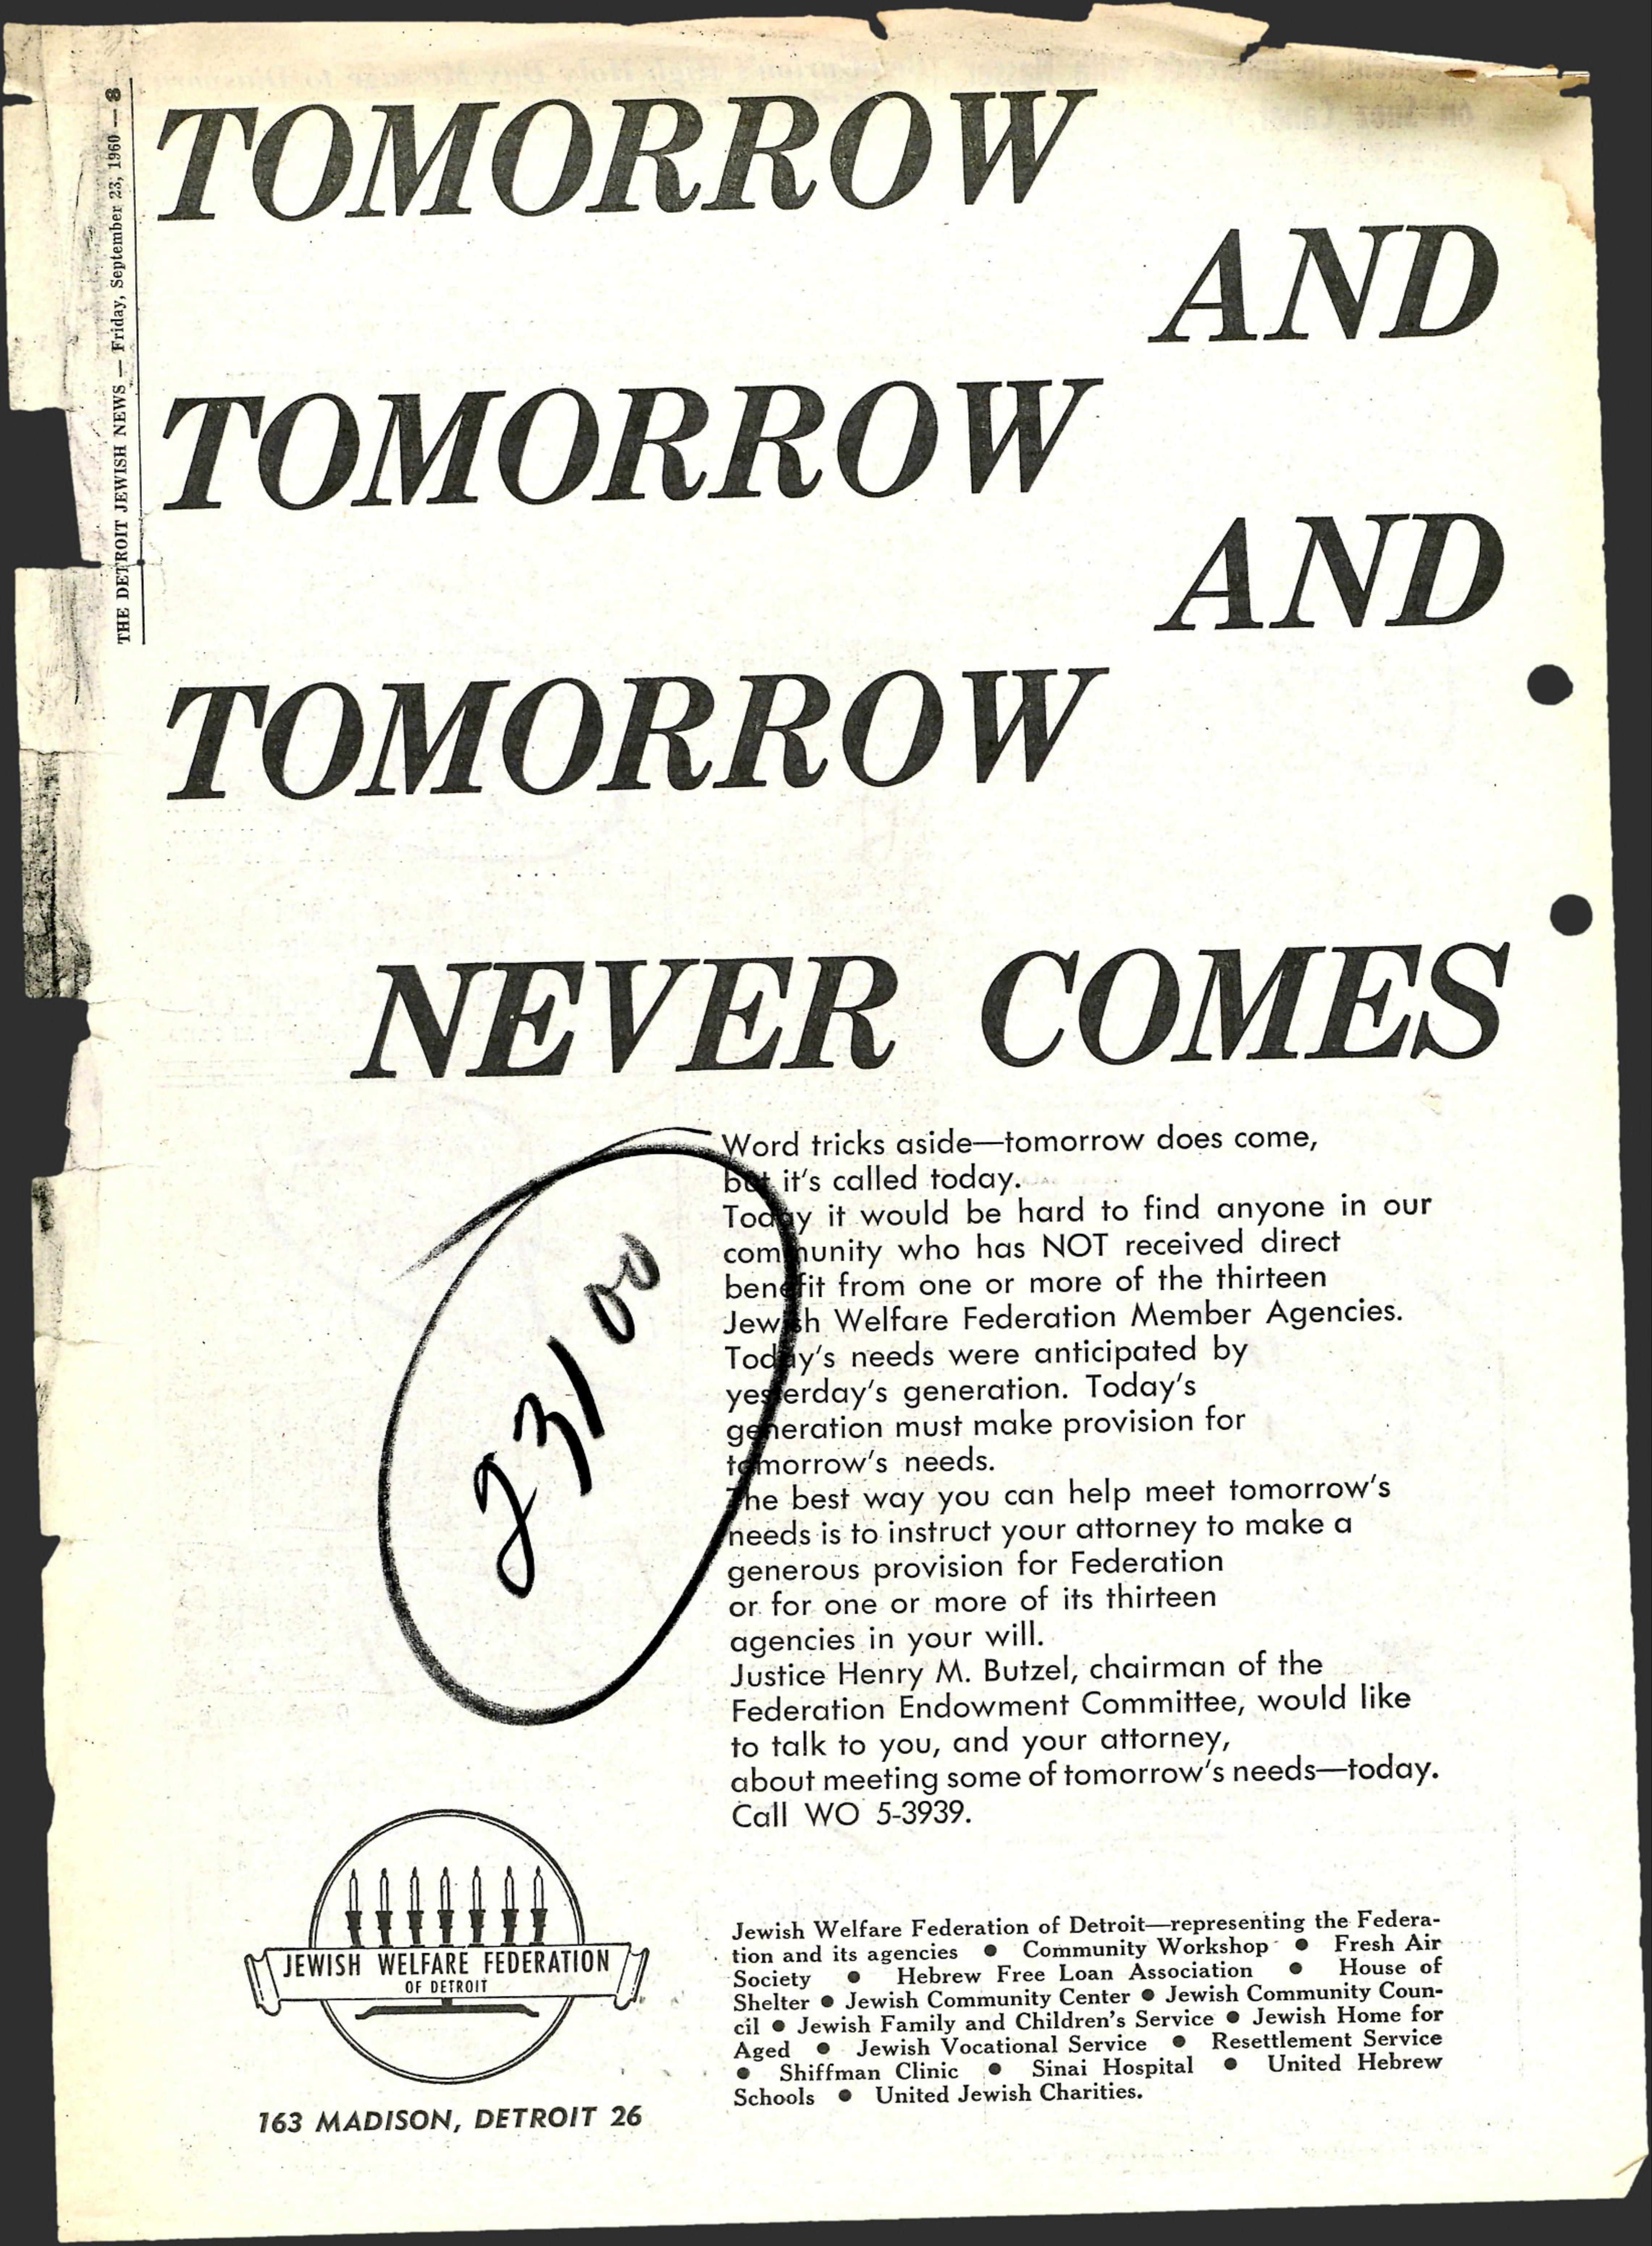 THE DETROIT JEWISH NEWS — Friday, September 23, 1960 — 8
TOMORROW
AND
TOMORROW
AND
TOMORROW
NEVER COMES
Word tricks aside—tomorrow does come,
but it's called today.
Today it would be hard to find anyone in our
community who has NOT received direct
benefit from one or more of the thirteen
Jewish Welfare Federation Member Agencies.
Today's needs were anticipated by
yesterday's generation. Today's
generation must make provision for
tomorrow's needs.
The best way you can help meet tomorrow's
needs is to instruct your attorney to make a
generous provision for Federation
or for one or more of its thirteen
agencies in your will.
Justice Henry M. Butzel, chairman of the
Federation Endowment Committee, would like
to talk to you, and your attorney,
about meeting some of tomorrow's needs—today.
Call WO 5-3939.
JEWISH WELFARE FEDERATION
OF DETROIT
163 MADISON, DETROIT 26
Jewish Welfare Federation of Detroit—representing the Federa-
tion and its agencies ● Community Workshop ● Fresh Air
Society ● Hebrew Free Loan Association ● House of
Shelter ● Jewish Community Center ● Jewish Community Coun-
cil ● Jewish Family and Children's Service ● Jewish Home for
Aged ● Jewish Vocational Service ● Resettlement Service
● Shiffman Clinic ● Sinai Hospital ● United Hebrew
Schools ● United Jewish Charities.